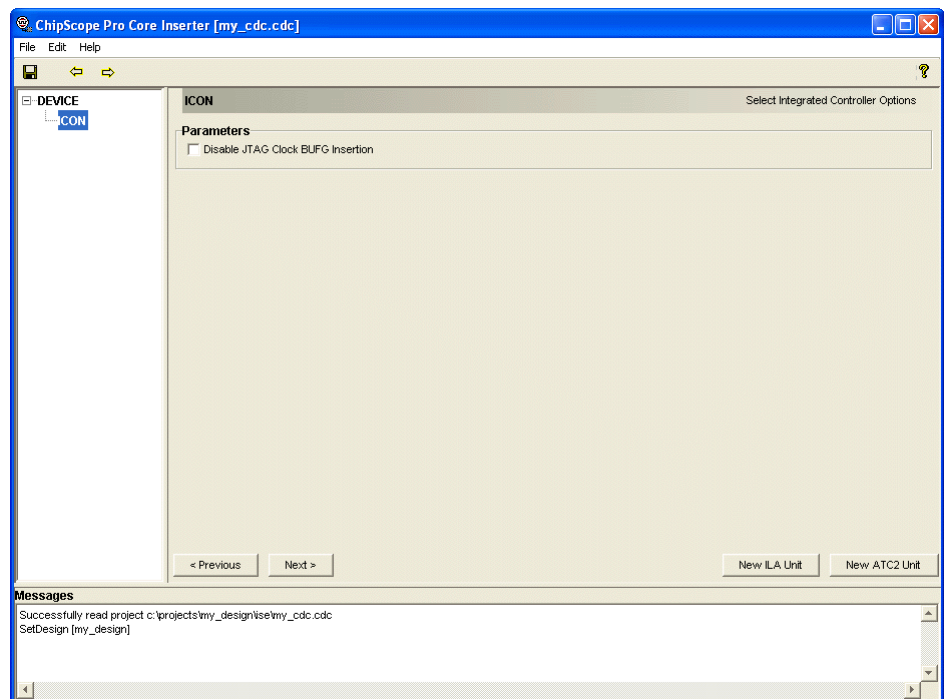 ChipScope Pro Core Inserter [my_cdc.cdc]
File Edit Help
DEVICE
ICON
ICON Select Integrated Controller Options
Parameters
Disable JTAG Clock BUFG Insertion
< Previous Next > New ILA Unit New ATC2 Unit
Messages
Successfully read project c:\projects\my_design\ise\my_cdc.cdc
SetDesign [my_design]